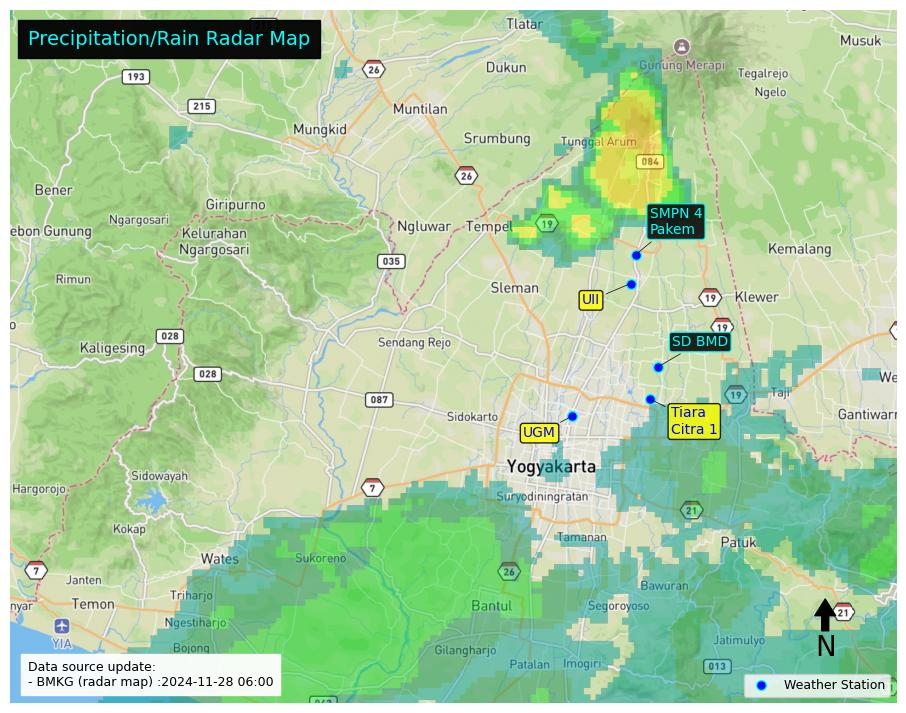 Precipitation/Rain Radar Map
Tlatar
Musuk
Gunung Merapi
193
26
Dukun
Tegalrejo
Ngelo
215
Muntilan
Mungkid
Srumbung
Tunggal Arum
084
26
Bener
Giripurno
Ngargosari
SMPN 4
Pakem
ebon Gunung
Kelurahan
Ngargosari
Ngluwar
Tempel
19
Kemalang
035
Rimun
Sleman
UII
19
Klewer
19
028
Sendang Rejo
SD BMD
Kaligesing
028
We
087
19
Taji
Sidokarto
Tiara
Citra 1
Gantiwarn
UGM
Yogyakarta
Sidowayah
Hargorojo
7
Suryodiningratan
21
Kokap
Tamanan
Patuk
Wates
Sukoreno
7
26
Janten
Bawuran
Triharjo
nyar
Temon
Bantul
Segoroyoso
21
Ngestiharjo
YIA
N
Bojong
Gilangharjo
Jatimulyo
Patalan
Imogiri
013
Data source update:
- BMKG (radar map) :2024-11-28 06:00
Weather Station